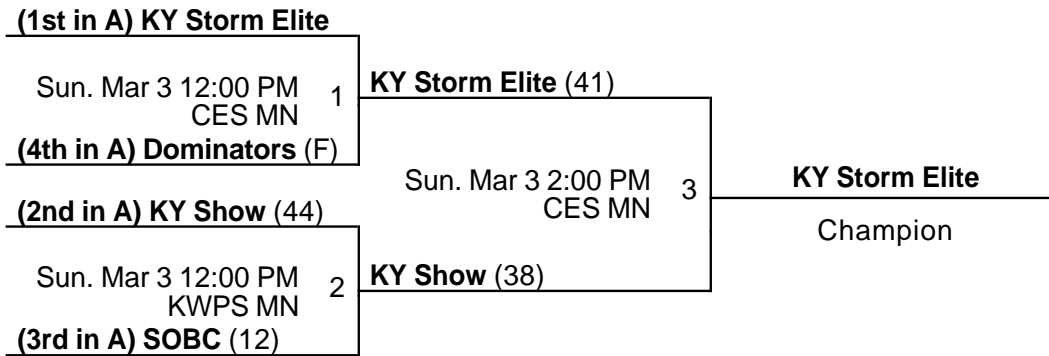 (1st in A) KY Storm Elite
Sun. Mar 3 12:00 PM
CES MN
1
(4th in A) Dominators (F)
KY Storm Elite (41)
(2nd in A) KY Show (44)
Sun. Mar 3 12:00 PM
KWPS MN
2
(3rd in A) SOBC (12)
KY Show (38)
Sun. Mar 3 2:00 PM
CES MN
3
KY Storm Elite
Champion